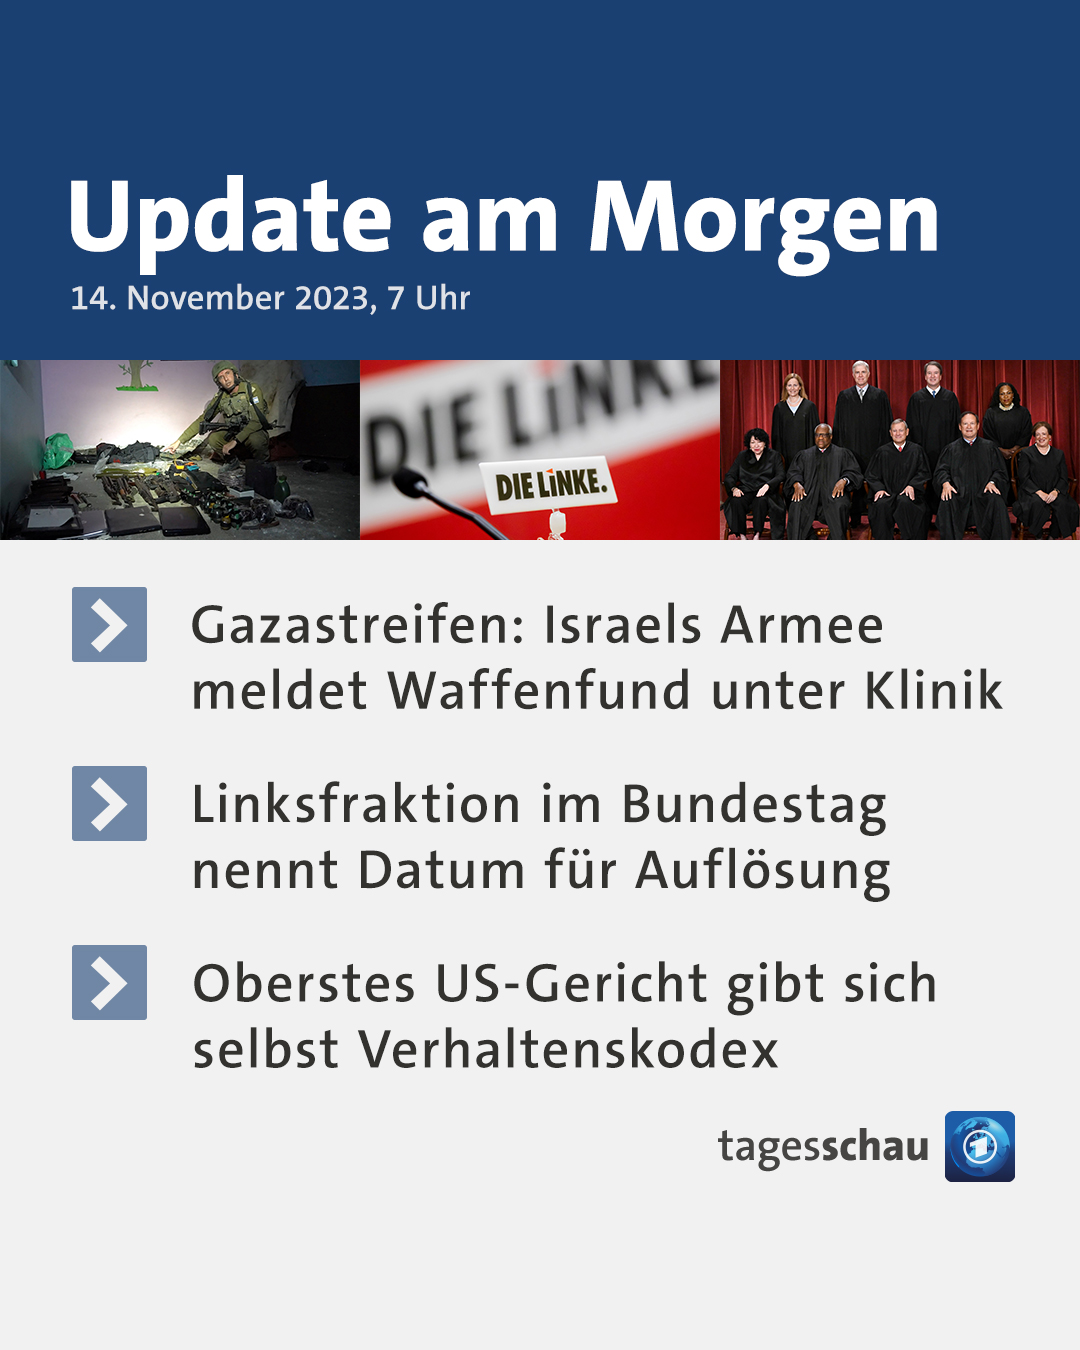 Update am Morgen
14. November 2023, 7 Uhr
DIE LiNKE
DIE LiNKE.
Gazastreifen: Israels Armee
meldet Waffenfund unter Klinik
Linksfraktion im Bundestag
nennt Datum für Auflösung
Oberstes US-Gericht gibt sich
selbst Verhaltenskodex
tagesschau 1